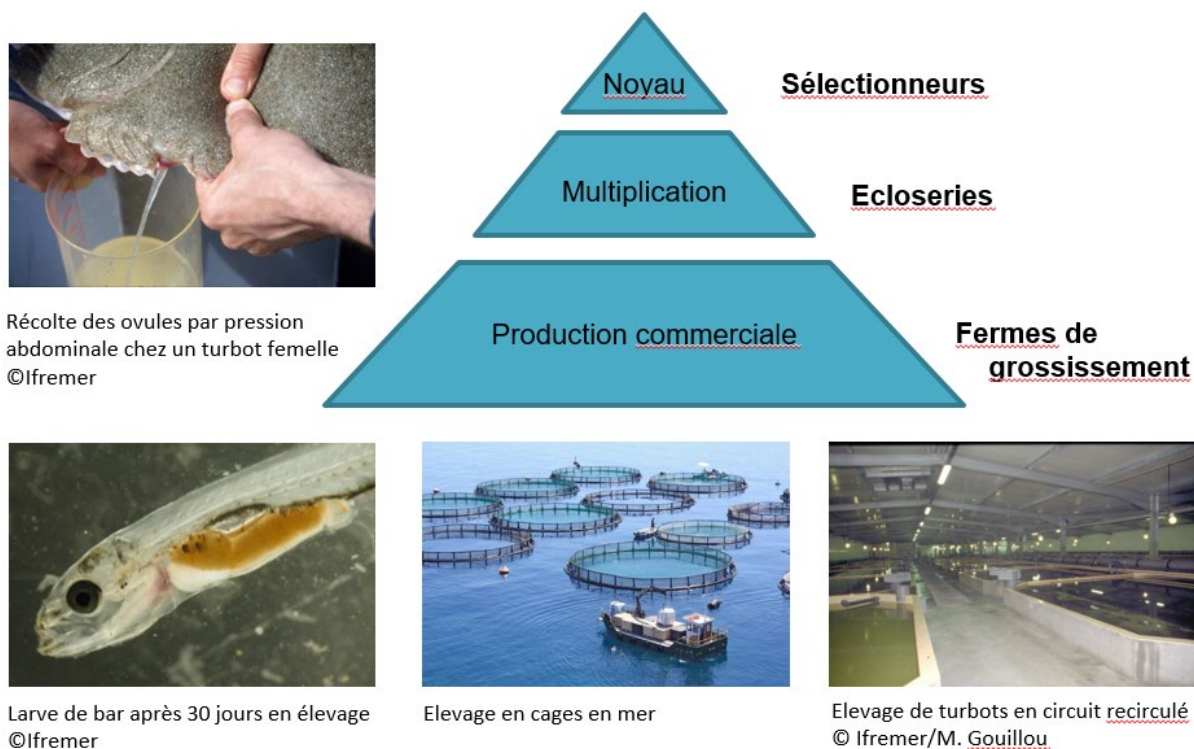 Noyau
Sélectionneurs
Multiplication
Ecloseries
Production commerciale
Fermes de
grossissement
Récolte des ovules par pression
abdominale chez un turbot femelle
©Ifremer
Larve de bar après 30 jours en élevage
©Ifremer
Elevage en cages en mer
Elevage de turbots en circuit recirculé
© Ifremer/M. Gouillou